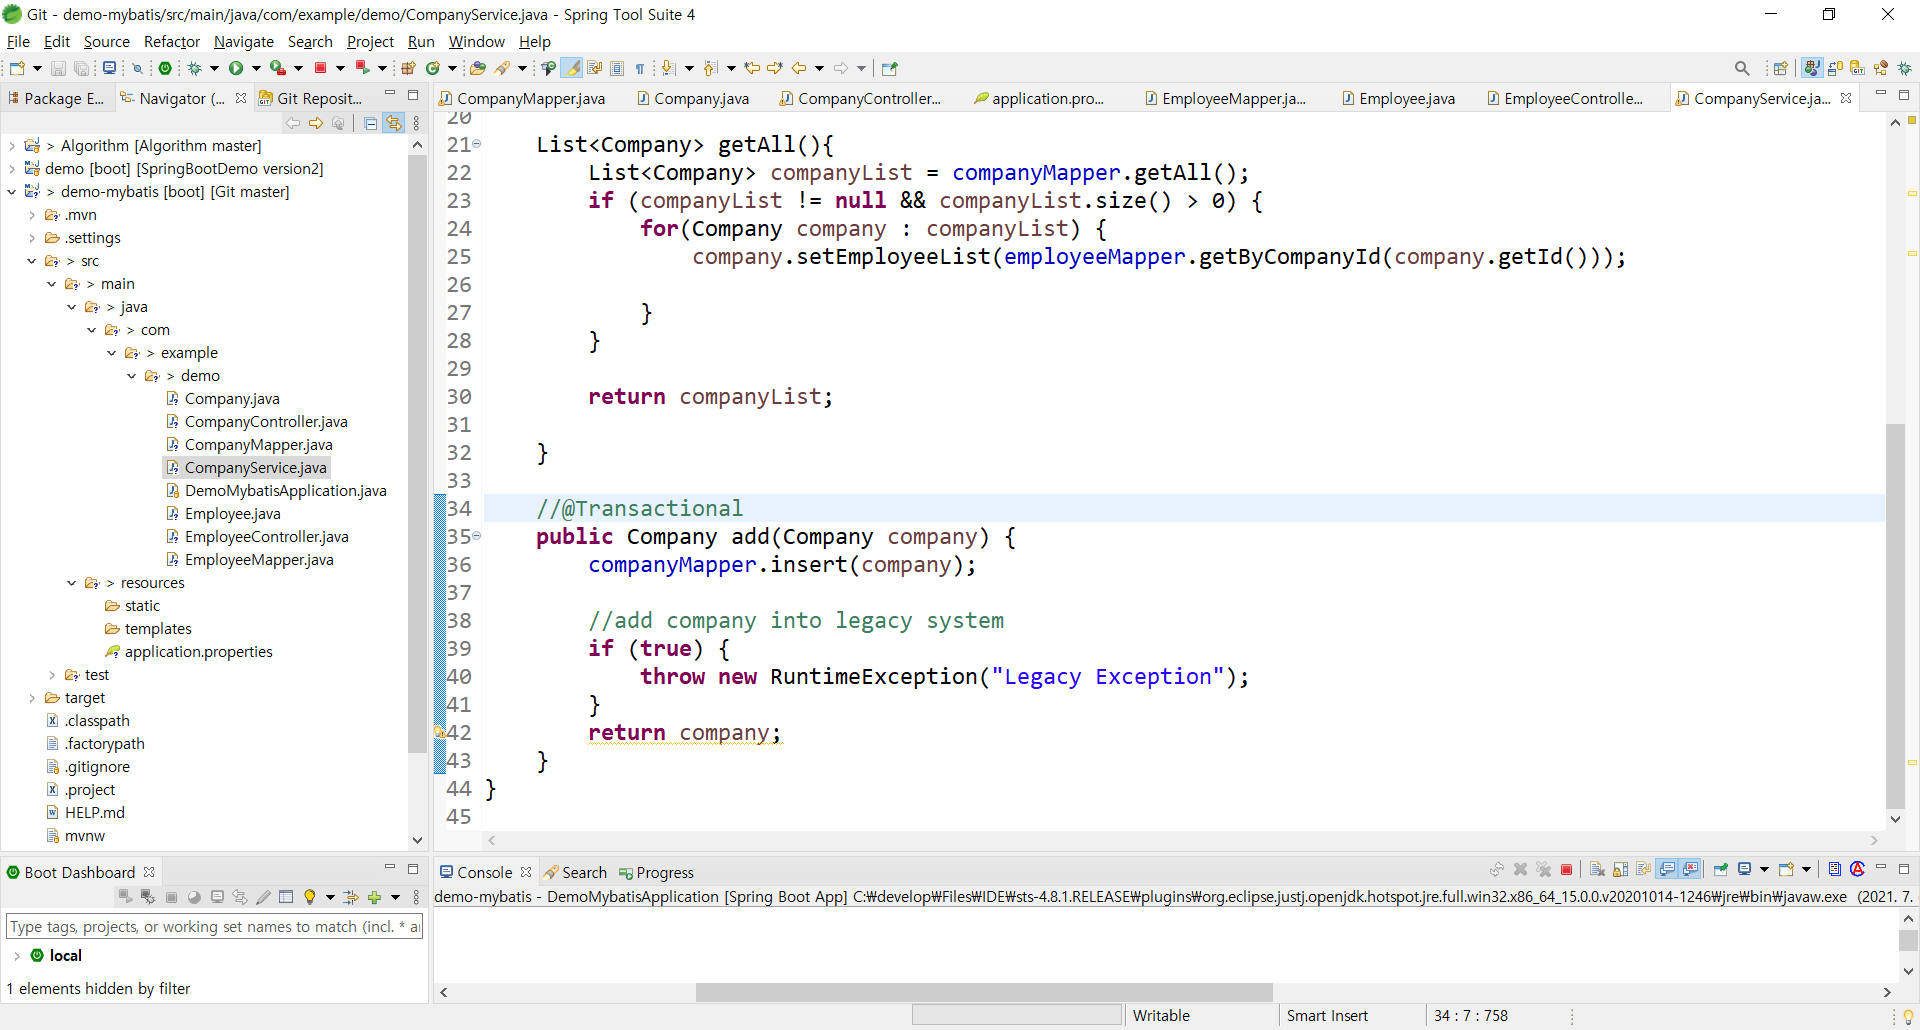 Git - demo-mybatis/src/main/java/com/example/demo/CompanyService.java - Spring Tool Suite 4
File Edit Source Refactor Navigate Search Project Run Window Help
Package E... Navigator (... Git Reposit...
CompanyMapper.java Company.java CompanyController... application.pro... EmployeeMapper.ja... Employee.java EmployeeControlle... CompanyService.ja...
> Algorithm [Algorithm master]
demo [boot] [SpringBootDemo version2]
> demo-mybatis [boot] [Git master]
> .mvn
.settings
> src
> main
> java
> com
> example
> demo
Company.java
CompanyController.java
CompanyMapper.java
CompanyService.java
DemoMybatisApplication.java
Employee.java
EmployeeController.java
EmployeeMapper.java
> resources
static
templates
application.properties
test
target
.classpath
.factorypath
.gitignore
.project
HELP.md
mvnw
20
21 List<Company> getAll(){
22 List<Company> companyList = companyMapper.getAll();
23 if (companyList != null && companyList.size() > 0) {
24 for(Company company : companyList) {
25 company.setEmployeeList(employeeMapper.getByCompanyId(company.getId()));
26
27 }
28 }
29
30 return companyList;
31
32 }
33
34 //@Transactional
35 public Company add(Company company) {
36 companyMapper.insert(company);
37
38 //add company into legacy system
39 if (true) {
40 throw new RuntimeException("Legacy Exception");
41 }
42 return company;
43 }
44 }
45
Boot Dashboard
Type tags, projects, or working set names to match (incl. * a
local
1 elements hidden by filter
Console Search Progress
demo-mybatis - DemoMybatisApplication [Spring Boot App] C:₩develop₩Files₩IDE₩sts-4.8.1.RELEASE₩plugins₩org.eclipse.justj.openjdk.hotspot.jre.full.win32.x86_64_15.0.0.v20201014-1246₩jre₩bin₩javaw.exe (2021. 7.
Writable Smart Insert 34 : 7 : 758